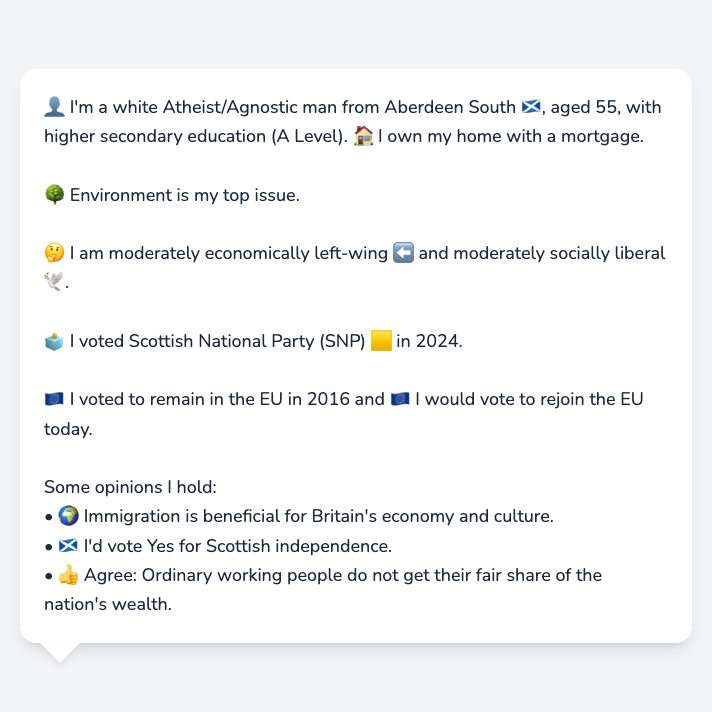 👤 I'm a white Atheist/Agnostic man from Aberdeen South 🏴󠁧󠁢󠁳󠁣󠁴󠁿, aged 55, with
higher secondary education (A Level). 🏠 I own my home with a mortgage.
🌳 Environment is my top issue.
🤔 I am moderately economically left-wing ⬅️ and moderately socially liberal
🕊️.
🗳️ I voted Scottish National Party (SNP) 🟨 in 2024.
🇪🇺 I voted to remain in the EU in 2016 and 🇪🇺 I would vote to rejoin the EU
today.
Some opinions I hold:
• 🌍 Immigration is beneficial for Britain's economy and culture.
• 🏴󠁧󠁢󠁳󠁣󠁴󠁿 I'd vote Yes for Scottish independence.
• 👍 Agree: Ordinary working people do not get their fair share of the
nation's wealth.